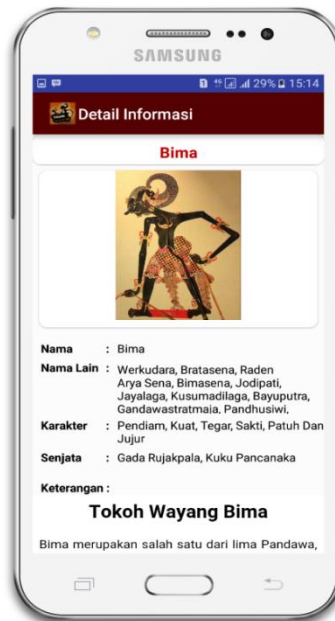 SAMSUNG
29% 15:14
Detail Informasi
Bima
Nama : Bima
Nama Lain : Werkudara, Bratasena, Raden
Arya Sena, Bimasena, Jodipati,
Jayalaga, Kusumadilaga, Bayuputra,
Gandawastratmaja, Pandhusiwi,
Karakter : Pendiam, Kuat, Tegar, Sakti, Patuh Dan
Jujur
Senjata : Gada Rujakpala, Kuku Pancanaka
Keterangan :
Tokoh Wayang Bima
Bima merupakan salah satu dari lima Pandawa,